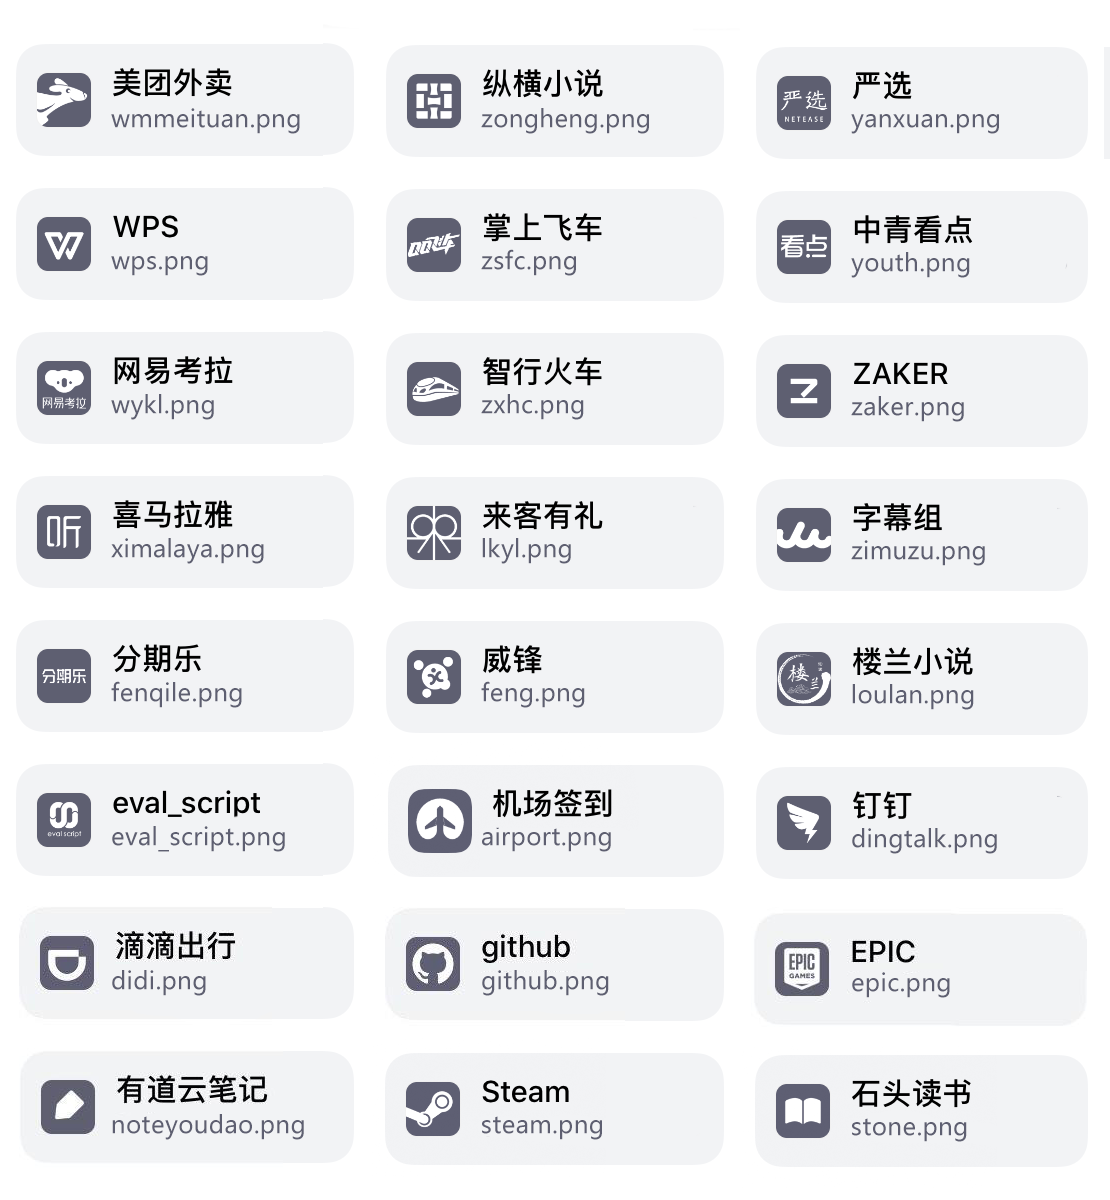 美团外卖
wmmeituan.png
纵横小说
zongheng.png
严选
NETEASE
严选
yanxuan.png
WPS
wps.png
QQ飞车
掌上飞车
zsfc.png
看点
中青看点
youth.png
网易考拉
网易考拉
wykl.png
智行火车
zxhc.png
ZAKER
zaker.png
听
喜马拉雅
ximalaya.png
来客有礼
lkyl.png
字幕组
zimuzu.png
分期乐
分期乐
fenqile.png
威锋
feng.png
楼兰
楼兰小说
loulan.png
eval script
eval_script
eval_script.png
机场签到
airport.png
钉钉
dingtalk.png
滴滴出行
didi.png
github
github.png
EPIC
GAMES
EPIC
epic.png
有道云笔记
noteyoudao.png
Steam
steam.png
石头读书
stone.png